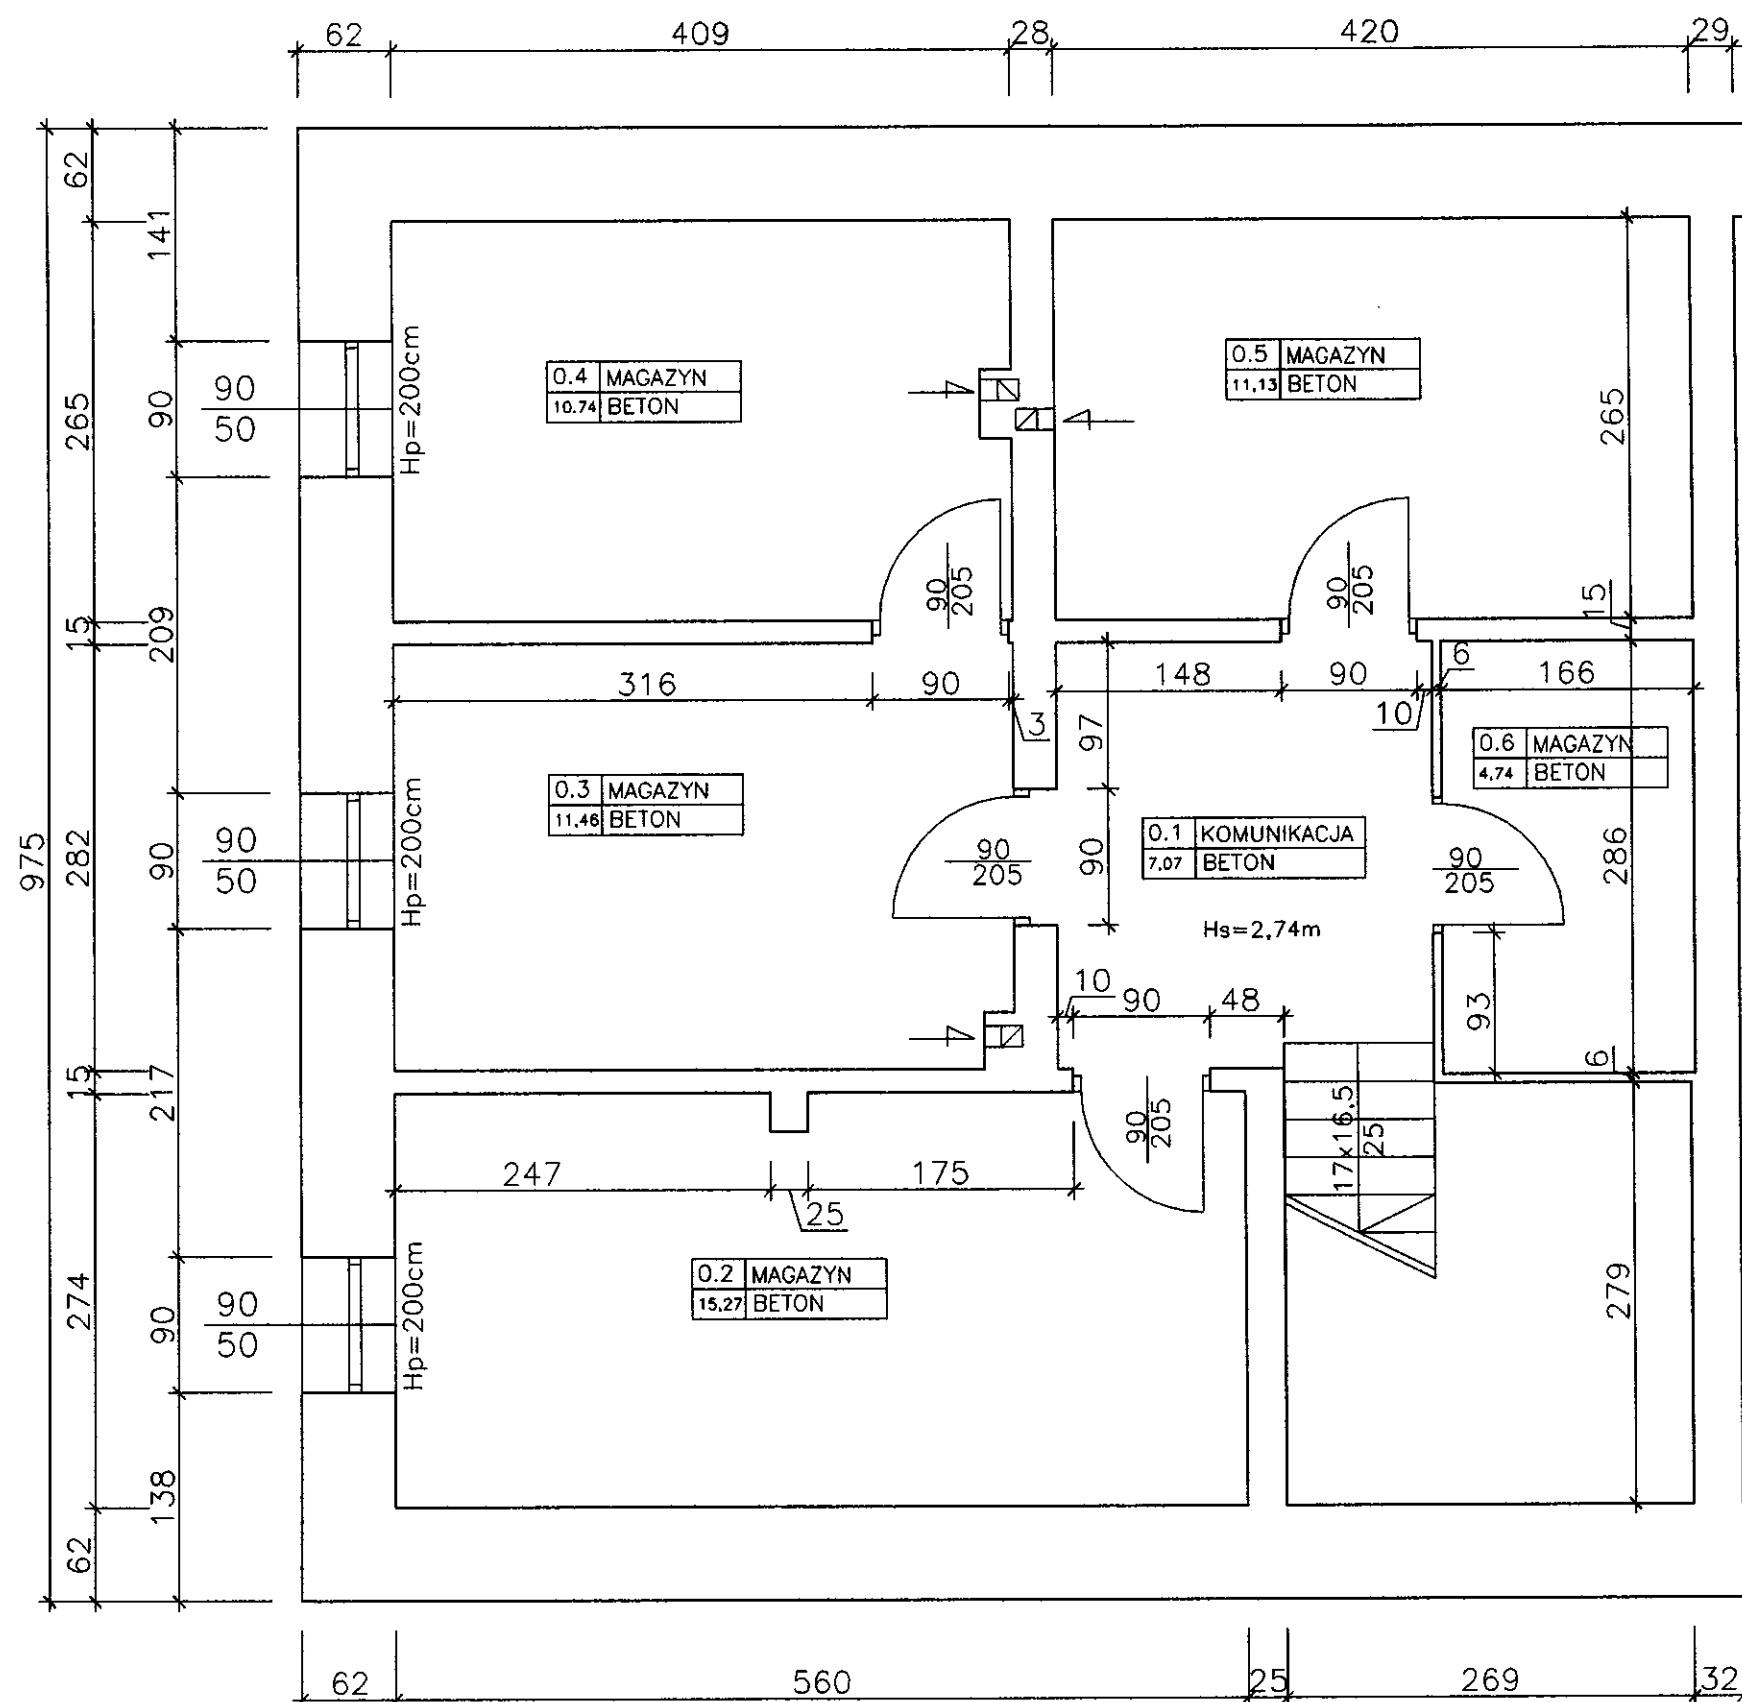 62 409 28 420 29
62
141
90
50
Hp=200cm
0.4 MAGAZYN
10.74 BETON
0.5 MAGAZYN
11,13 BETON
265
90
265
90
205
90
205
15
209
15
316 90 3
148 90 10 6 166
97
0.6 MAGAZYN
4,74 BETON
0.3 MAGAZYN
11,46 BETON
975
282
90
90
50
Hp=200cm
90
205
90
0.1 KOMUNIKACJA
7,07 BETON
Hs=2,74m
90
205
286
10 90 48
93
6
15
217
90
205
17x16,5
25
247 25 175
0.2 MAGAZYN
15,27 BETON
274
90
90
50
Hp=200cm
279
138
62
62 560 25 269 32